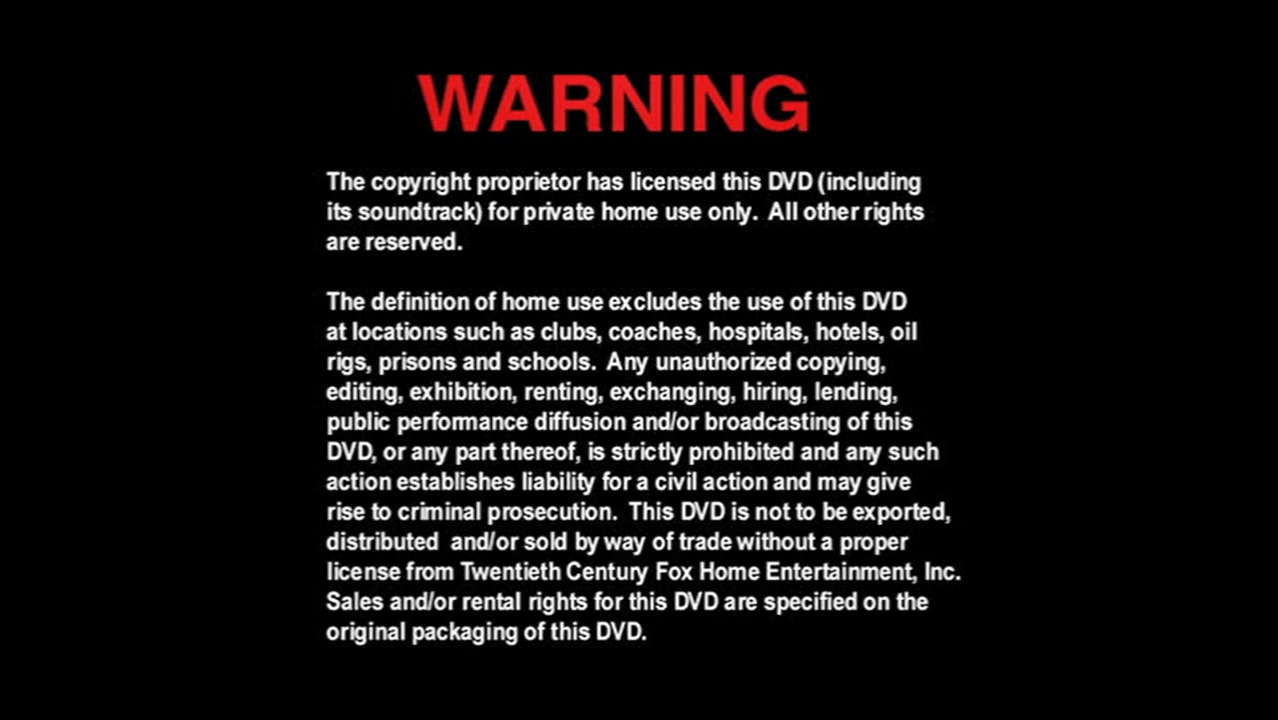 WARNING
The copyright proprietor has licensed this DVD (including
its soundtrack) for private home use only.  All other rights
are reserved.
The definition of home use excludes the use of this DVD
at locations such as clubs, coaches, hospitals, hotels, oil
rigs, prisons and schools.  Any unauthorized copying,
editing, exhibition, renting, exchanging, hiring, lending,
public performance diffusion and/or broadcasting of this
DVD, or any part thereof, is strictly prohibited and any such
action establishes liability for a civil action and may give
rise to criminal prosecution.  This DVD is not to be exported,
distributed  and/or sold by way of trade without a proper
license from Twentieth Century Fox Home Entertainment, Inc.
Sales and/or rental rights for this DVD are specified on the
original packaging of this DVD.